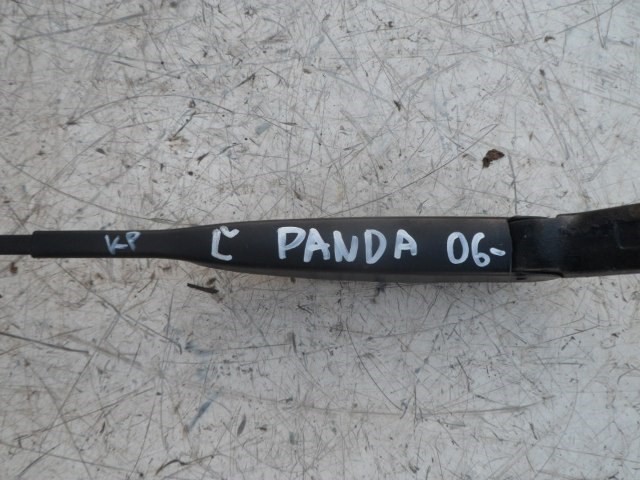 KP Ľ PANDA 06-